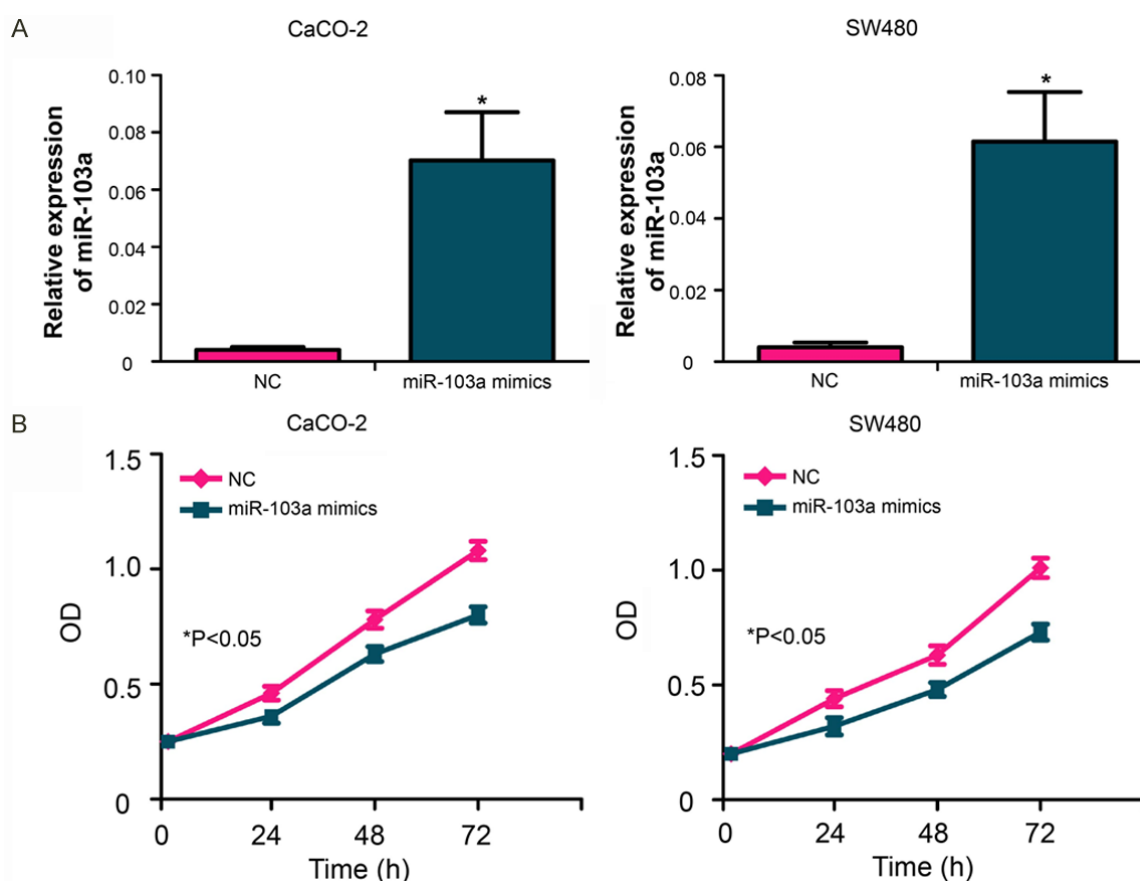 A
CaCO-2
SW480
Relative expression
of miR-103a
0.10
0.08
0.06
0.04
0.02
0
*
NC
miR-103a mimics
Relative expression
of miR-103a
0.08
0.06
0.04
0.02
0
*
NC
miR-103a mimics
B
CaCO-2
SW480
OD
1.5
1.0
0.5
0
NC
miR-103a mimics
*P<0.05
0
24
48
72
Time (h)
OD
1.5
1.0
0.5
0
NC
miR-103a mimics
*P<0.05
0
24
48
72
Time (h)